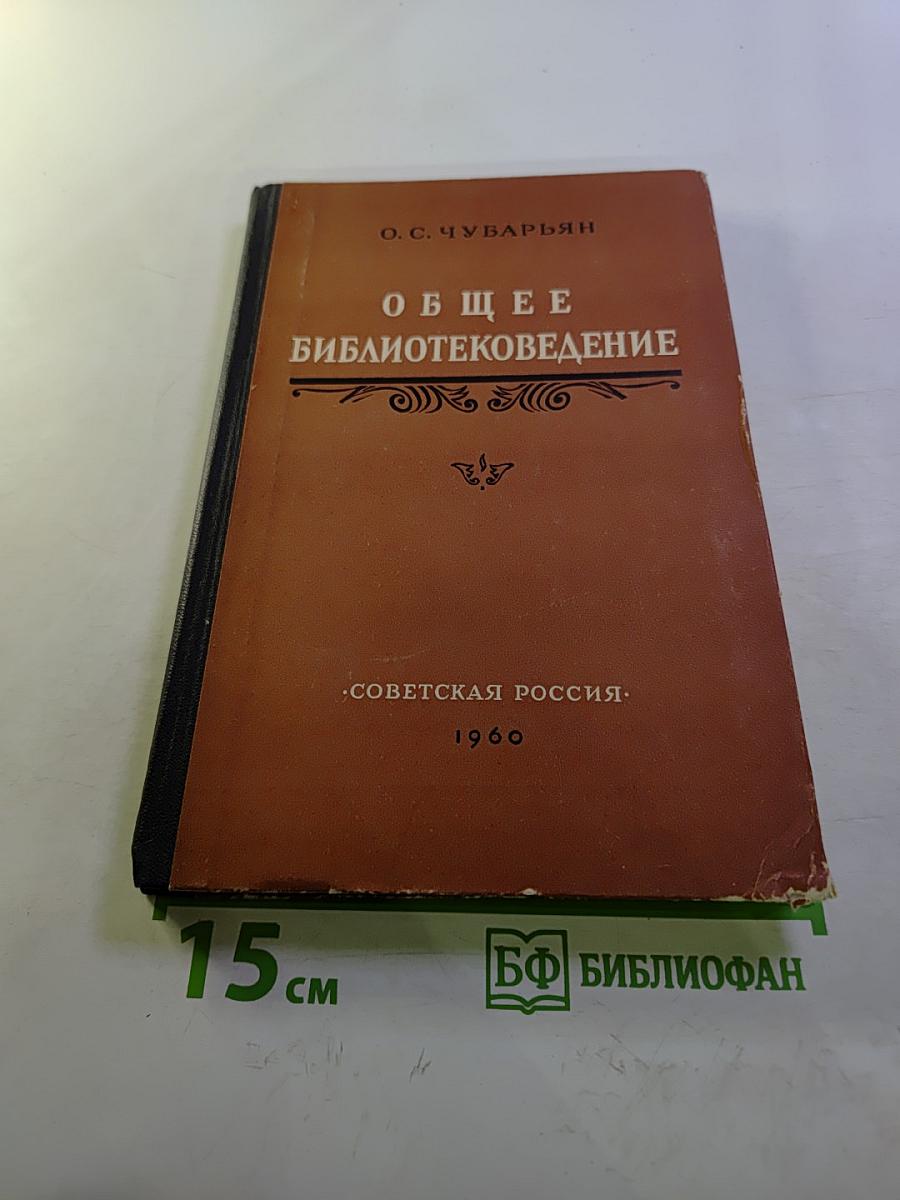 О. С. ЧУБАРЬЯН
ОБЩЕЕ
БИБЛИОТЕКОВЕДЕНИЕ
·СОВЕТСКАЯ РОССИЯ·
1960
15 см
БФ БИБЛИОФАН